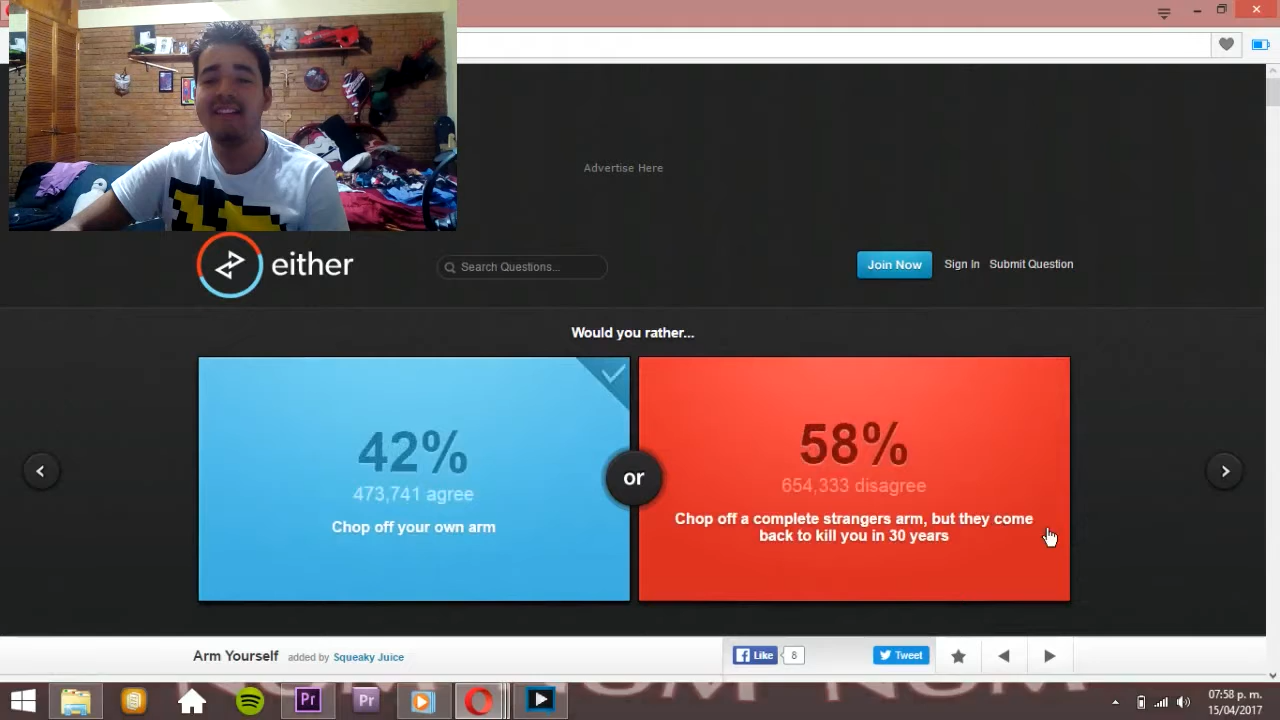 Advertise Here
either
Search Questions...
Join Now
Sign In
Submit Question
Would you rather...
42%
473,741 agree
Chop off your own arm
or
58%
654,333 disagree
Chop off a complete strangers arm, but they come
back to kill you in 30 years
Arm Yourself added by Squeaky Juice
Like
8
Tweet
Pr
Pr
NOM
07:58 p. m.
15/04/2017